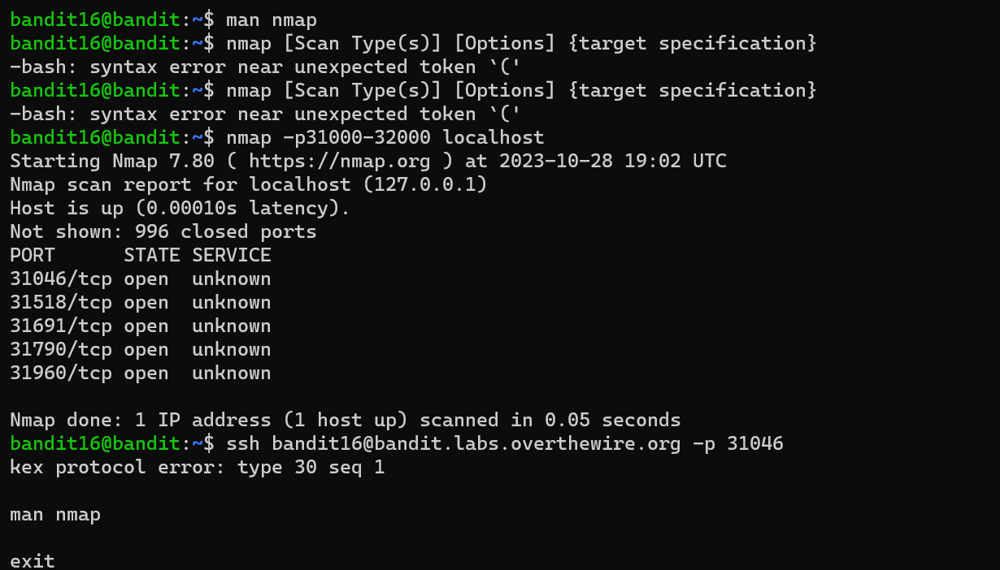 bandit16@bandit:~$ man nmap
bandit16@bandit:~$ nmap [Scan Type(s)] [Options] {target specification}
-bash: syntax error near unexpected token `('
bandit16@bandit:~$ nmap [Scan Type(s)] [Options] {target specification}
-bash: syntax error near unexpected token `('
bandit16@bandit:~$ nmap -p31000-32000 localhost
Starting Nmap 7.80 ( https://nmap.org ) at 2023-10-28 19:02 UTC
Nmap scan report for localhost (127.0.0.1)
Host is up (0.00010s latency).
Not shown: 996 closed ports
PORT      STATE SERVICE
31046/tcp open  unknown
31518/tcp open  unknown
31691/tcp open  unknown
31790/tcp open  unknown
31960/tcp open  unknown

Nmap done: 1 IP address (1 host up) scanned in 0.05 seconds
bandit16@bandit:~$ ssh bandit16@bandit.labs.overthewire.org -p 31046
kex protocol error: type 30 seq 1

man nmap

exit